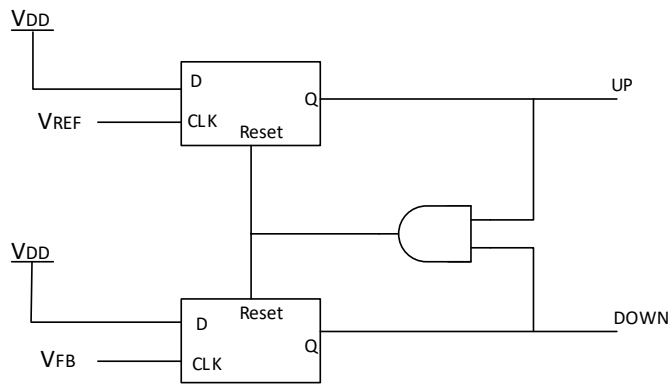 VDD
D
Q
UP
VREF
CLK
Reset
VDD
Reset
D
DOWN
Q
VFB
CLK